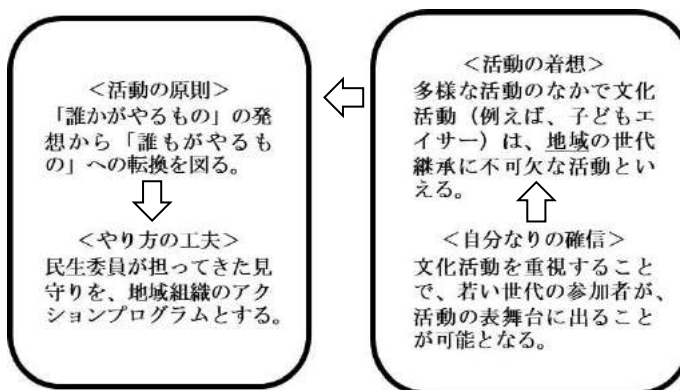 <活動の原則>
「誰かがやるもの」の発
想から「誰もがやるも
の」への転換を図る。
<やり方の工夫>
民生委員が担ってきた見
守りを、地域組織のアク
ションプログラムとする。
<活動の着想>
多様な活動のなかで文化
活動（例えば、子どもエ
イサー）は、地域の世代
継承に不可欠な活動とい
える。
<自分なりの確信>
文化活動を重視すること
で、若い世代の参加者が、
活動の表舞台に出ること
が可能となる。